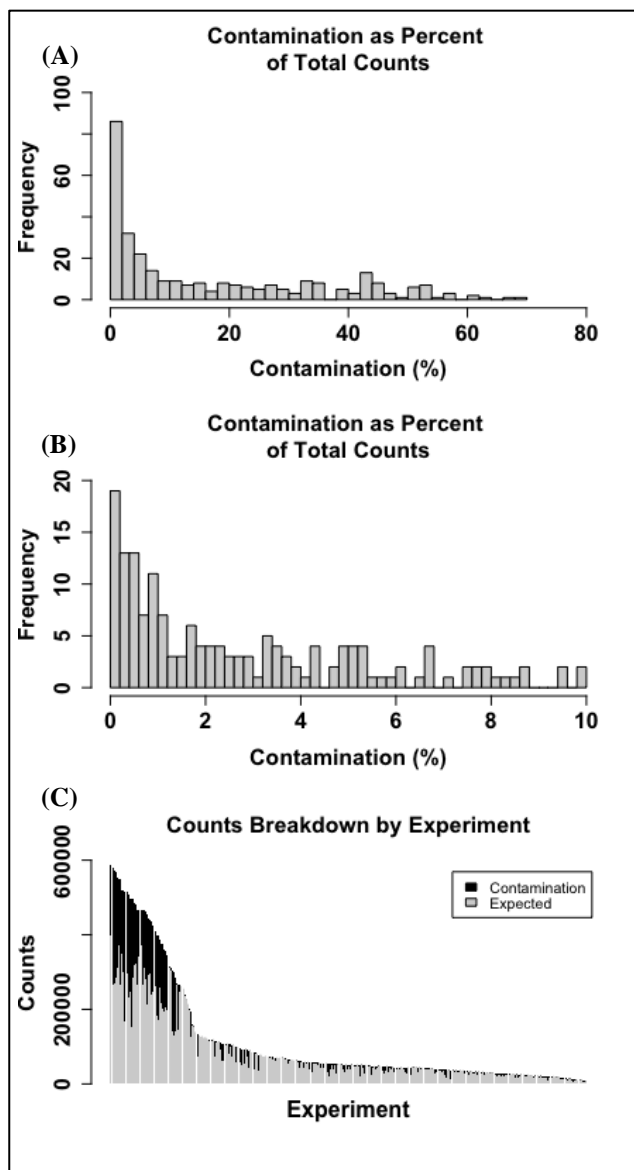 (A)
Contamination as Percent
of Total Counts
Frequency
100
60
20
0
0 20 40 60 80
Contamination (%)
(B)
Contamination as Percent
of Total Counts
Frequency
20
15
10
5
0
0 2 4 6 8 10
Contamination (%)
(C)
Counts Breakdown by Experiment
Counts
600000
200000
0
Contamination
Expected
Experiment